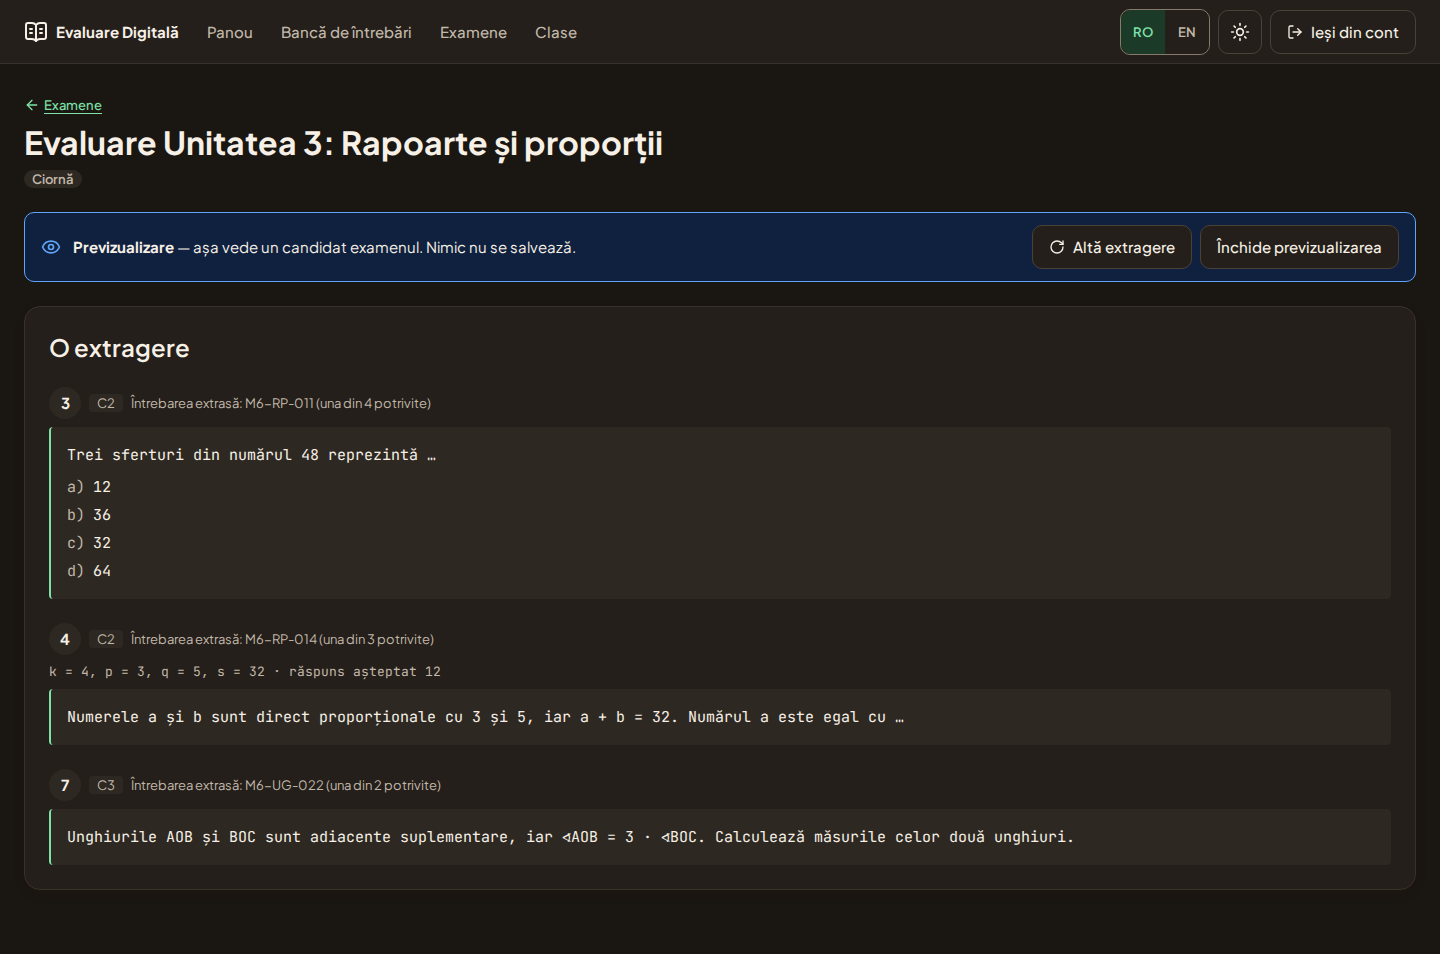 Evaluare Digitală
Panou
Bancă de întrebări
Examene
Clase
RO
EN
Ieși din cont
← Examene
Evaluare Unitatea 3: Rapoarte și proporții
Ciornă
Previzualizare — așa vede un candidat examenul. Nimic nu se salvează.
Altă extragere
Închide previzualizarea
O extragere
3 C2 Întrebarea extrasă: M6-RP-011 (una din 4 potrivite)
Trei sferturi din numărul 48 reprezintă …
a) 12
b) 36
c) 32
d) 64
4 C2 Întrebarea extrasă: M6-RP-014 (una din 3 potrivite)
k = 4, p = 3, q = 5, s = 32 · răspuns așteptat 12
Numerele a și b sunt direct proporționale cu 3 și 5, iar a + b = 32. Numărul a este egal cu …
7 C3 Întrebarea extrasă: M6-UG-022 (una din 2 potrivite)
Unghiurile AOB și BOC sunt adiacente suplementare, iar ∢AOB = 3 · ∢BOC. Calculează măsurile celor două unghiuri.